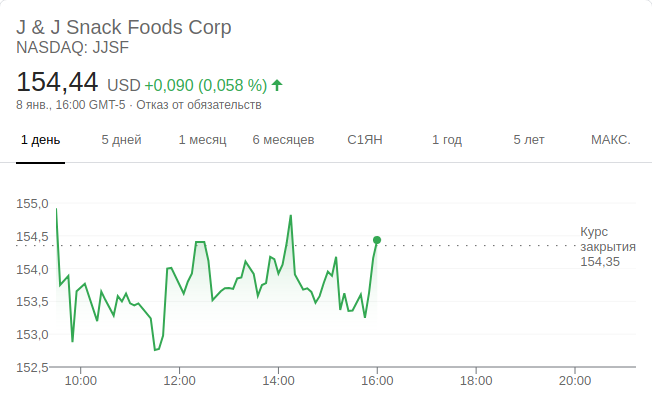 J & J Snack Foods Corp
NASDAQ: JJSF
154,44 USD +0,090 (0,058 %)
8 янв., 16:00 GMT-5 · Отказ от обязательств
1 день 5 дней 1 месяц 6 месяцев С1ЯН 1 год 5 лет МАКС.
155,0
154,5
154,0
153,5
153,0
152,5
Курс
закрытия
154,35
10:00 12:00 14:00 16:00 18:00 20:00